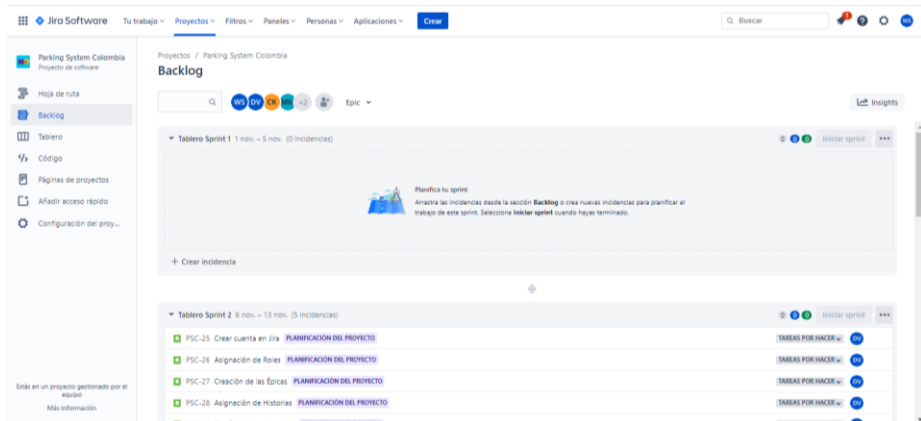 Jira Software Tu trabajo Proyectos Filtros Paneles Personas Aplicaciones Crear Buscar 1 WS
Parking System Colombia
Proyecto de software
Hoja de ruta
Backlog
Tablero
Código
Páginas de proyectos
Añadir acceso rápido
Configuración del proy...
Estás en un proyecto gestionado por el
equipo
Más información
Proyectos / Parking System Colombia
Backlog
WS DV CK MR +2 Epic Insights
Tablero Sprint 1 1 nov. – 5 nov. (0 incidencias) 0 0 0 Iniciar sprint
Planifica tu sprint
Arrastra las incidencias desde la sección Backlog o crea nuevas incidencias para planificar el
trabajo de este sprint. Selecciona Iniciar sprint cuando hayas terminado.
+ Crear incidencia
Tablero Sprint 2 6 nov. – 13 nov. (5 incidencias) 0 0 0 Iniciar sprint
PSC-25 Crear cuenta en Jira PLANIFICACIÓN DEL PROYECTO TAREAS POR HACER DV
PSC-26 Asignación de Roles PLANIFICACIÓN DEL PROYECTO TAREAS POR HACER DV
PSC-27 Creación de las Épicas PLANIFICACIÓN DEL PROYECTO TAREAS POR HACER DV
PSC-28 Asignación de Historias PLANIFICACIÓN DEL PROYECTO TAREAS POR HACER DV